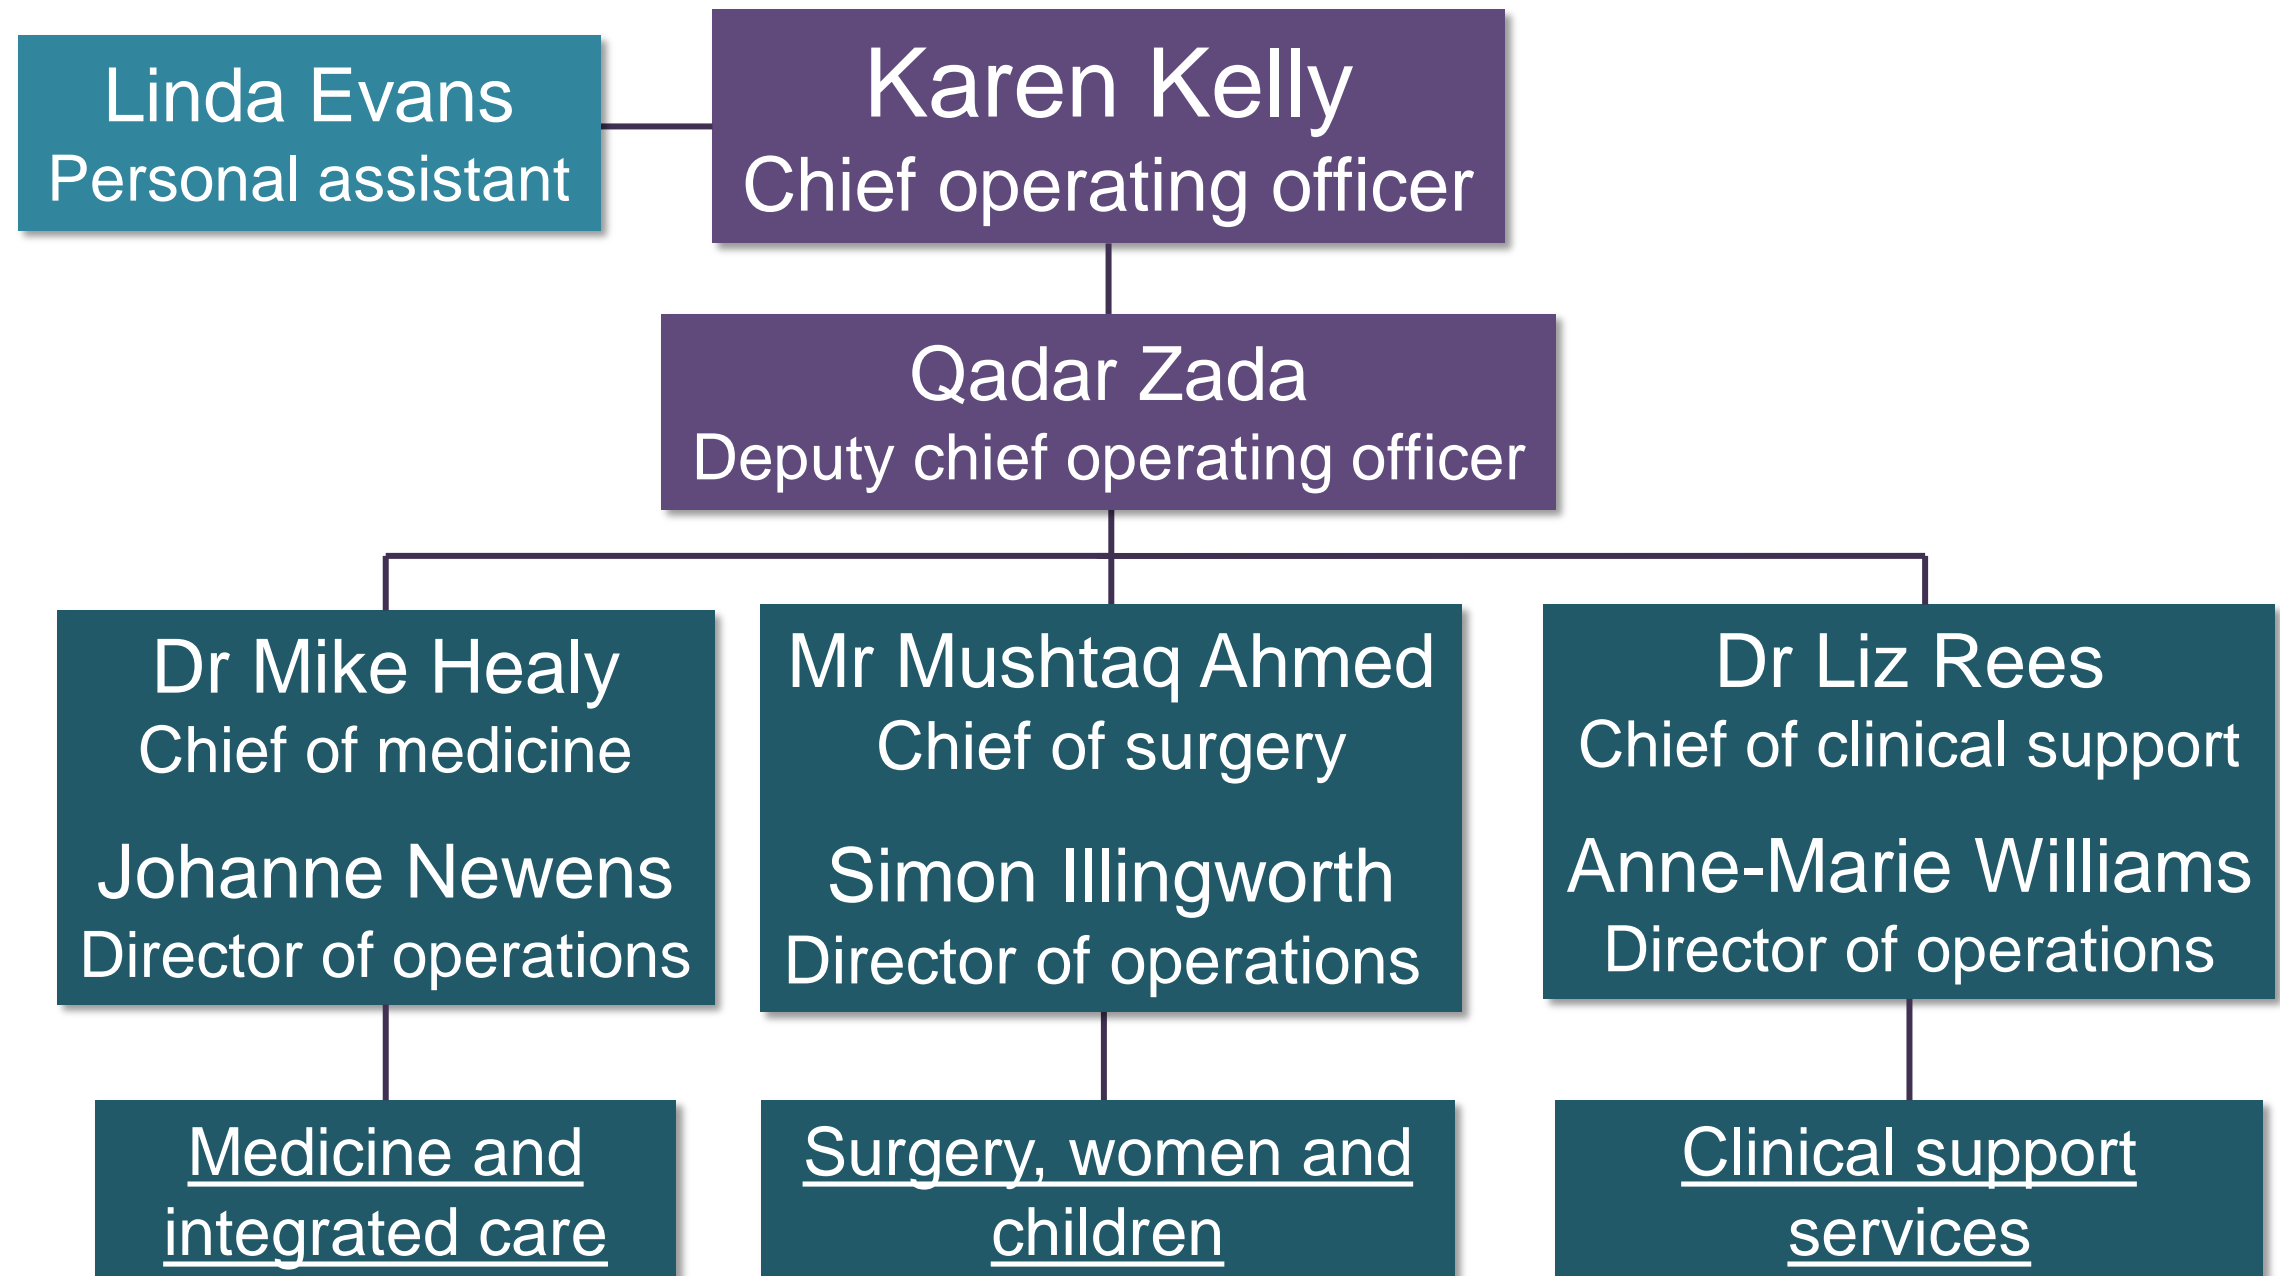 Linda Evans
Personal assistant
Karen Kelly
Chief operating officer
Qadar Zada
Deputy chief operating officer
Dr Mike Healy
Chief of medicine
Johanne Newens
Director of operations
Mr Mushtaq Ahmed
Chief of surgery
Simon Illingworth
Director of operations
Dr Liz Rees
Chief of clinical support
Anne-Marie Williams
Director of operations
Medicine and
integrated care
Surgery, women and
children
Clinical support
services